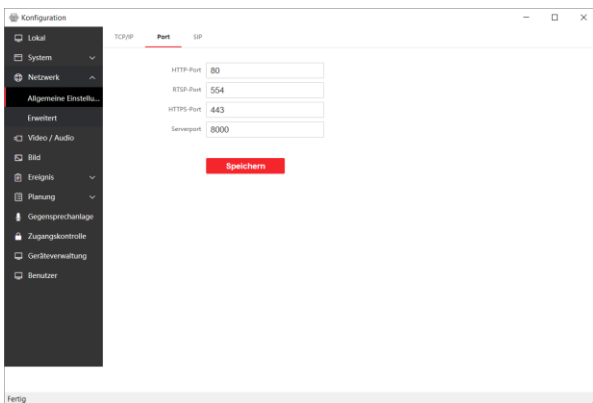 Konfiguration
Lokal
System
Netzwerk
Allgemeine Einstellu...
Erweitert
Video / Audio
Bild
Ereignis
Planung
Gegensprechanlage
Zugangskontrolle
Geräteverwaltung
Benutzer
TCP/IP Port SIP
HTTP-Port 80
RTSP-Port 554
HTTPS-Port 443
Serverport 8000
Speichern
Fertig